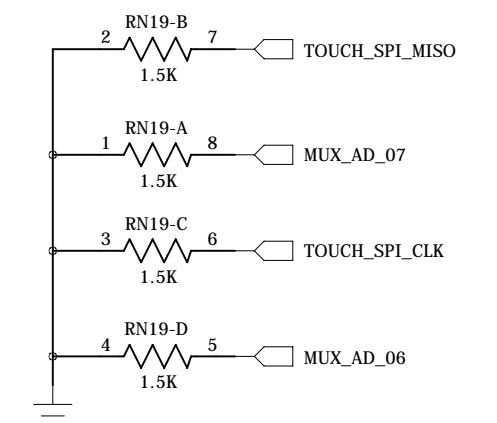 RN19-B
2 7 TOUCH_SPI_MISO
1.5K
RN19-A
1 8 MUX_AD_07
1.5K
RN19-C
3 6 TOUCH_SPI_CLK
1.5K
RN19-D
4 5 MUX_AD_06
1.5K